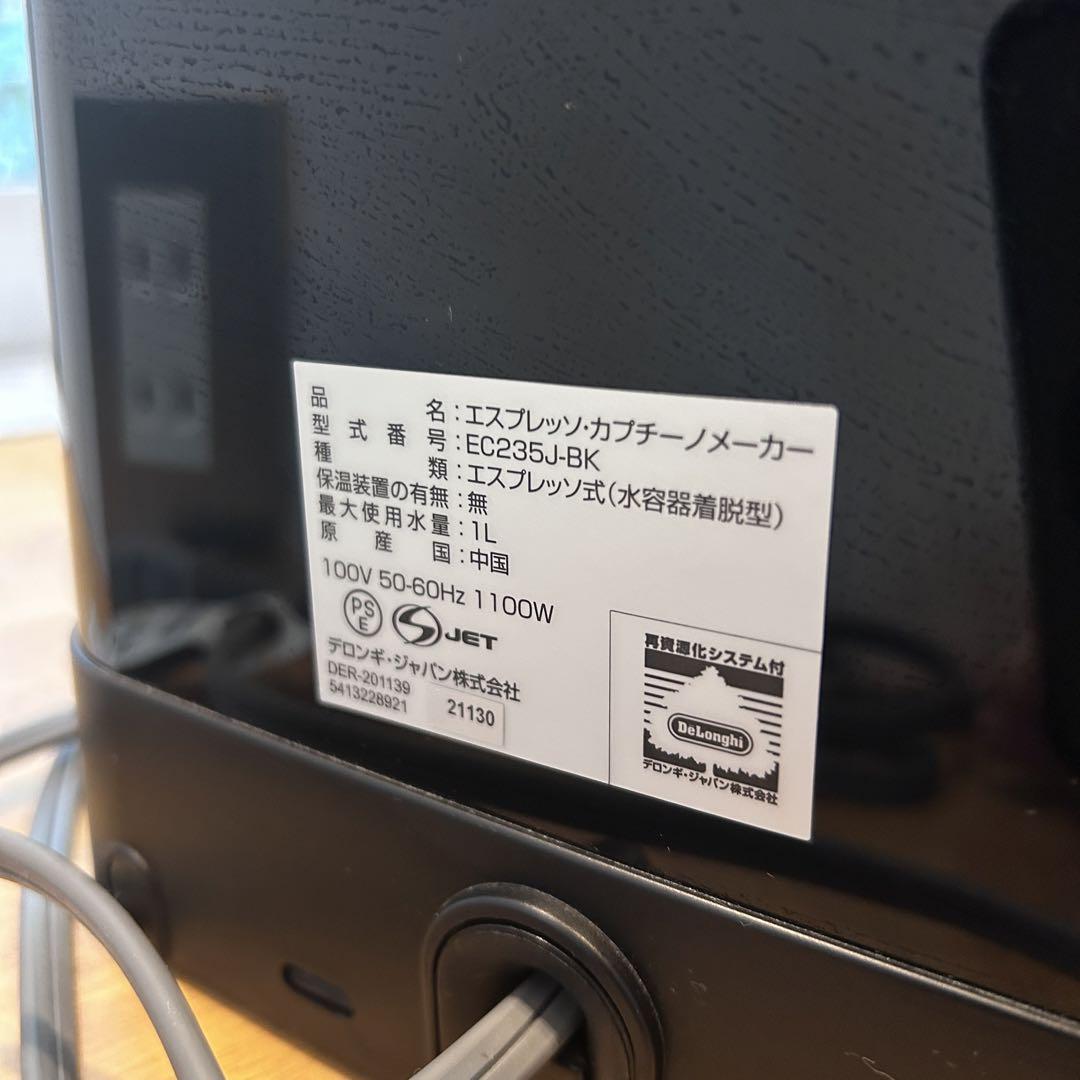 品名:エスプレッソ・カプチーノメーカー
型式番号:EC235J-BK
種類:エスプレッソ式(水容器着脱型)
保温装置の有無:無
最大使用水量:1L
原産国:中国
100V 50-60Hz 1100W
PSE JET
デロンギ・ジャパン株式会社
DER-201139
5413228921
21130
再資源化システム付
DeLonghi
デロンギ・ジャパン株式会社